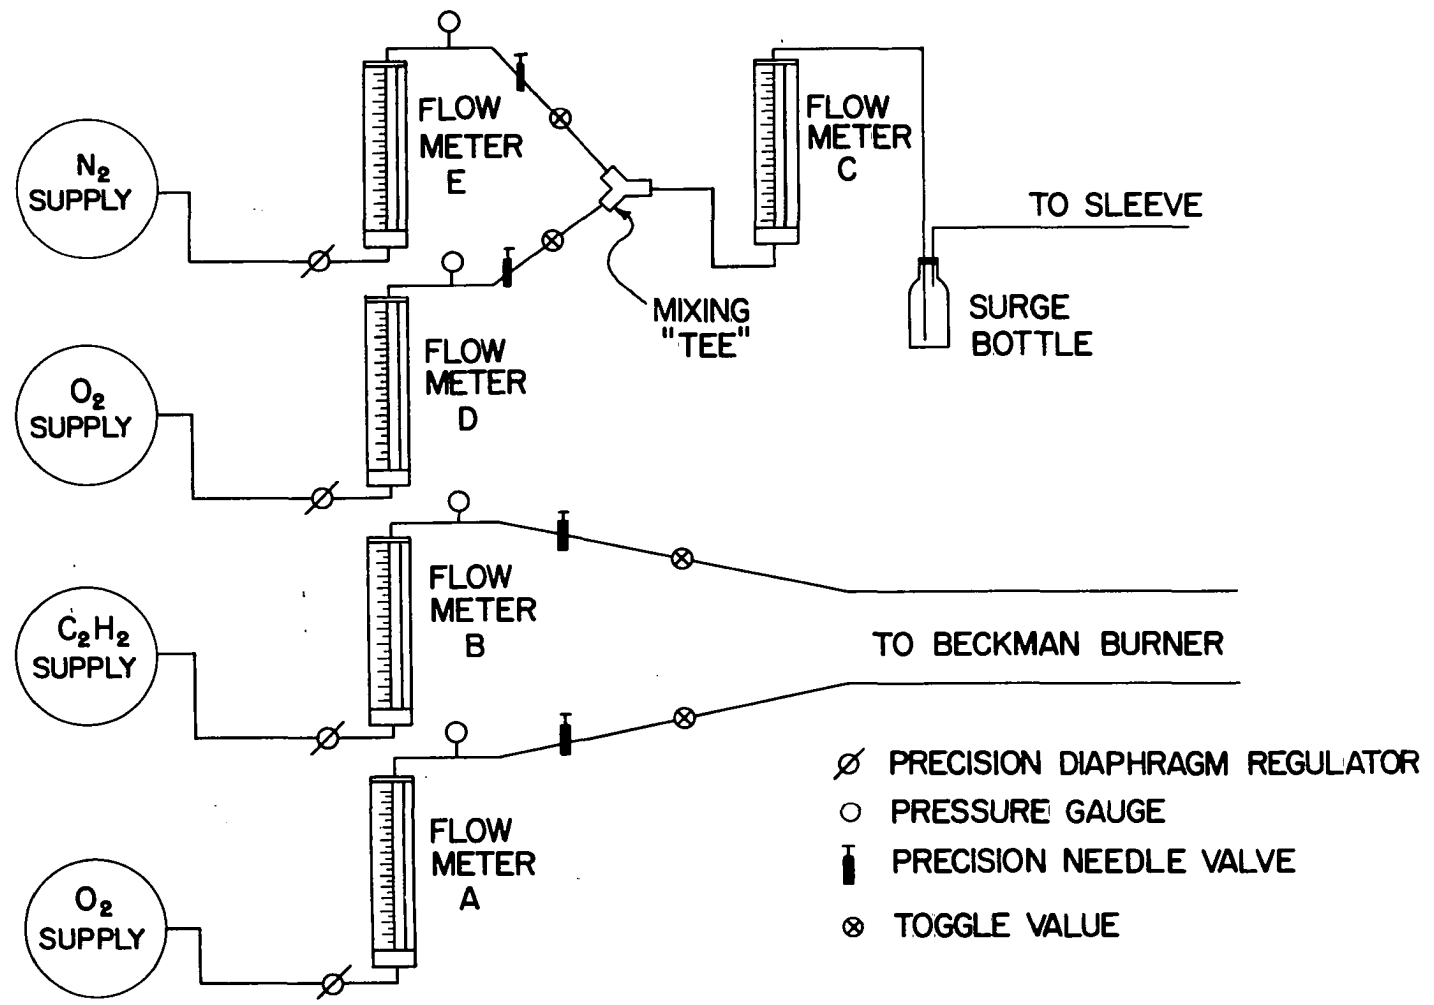 N₂
SUPPLY
FLOW
METER
E
FLOW
METER
C
TO SLEEVE
MIXING
"TEE"
SURGE
BOTTLE
O₂
SUPPLY
FLOW
METER
D
C₂H₂
SUPPLY
FLOW
METER
B
TO BECKMAN BURNER
O₂
SUPPLY
FLOW
METER
A
PRECISION DIAPHRAGM REGULATOR
PRESSURE GAUGE
PRECISION NEEDLE VALVE
TOGGLE VALUE